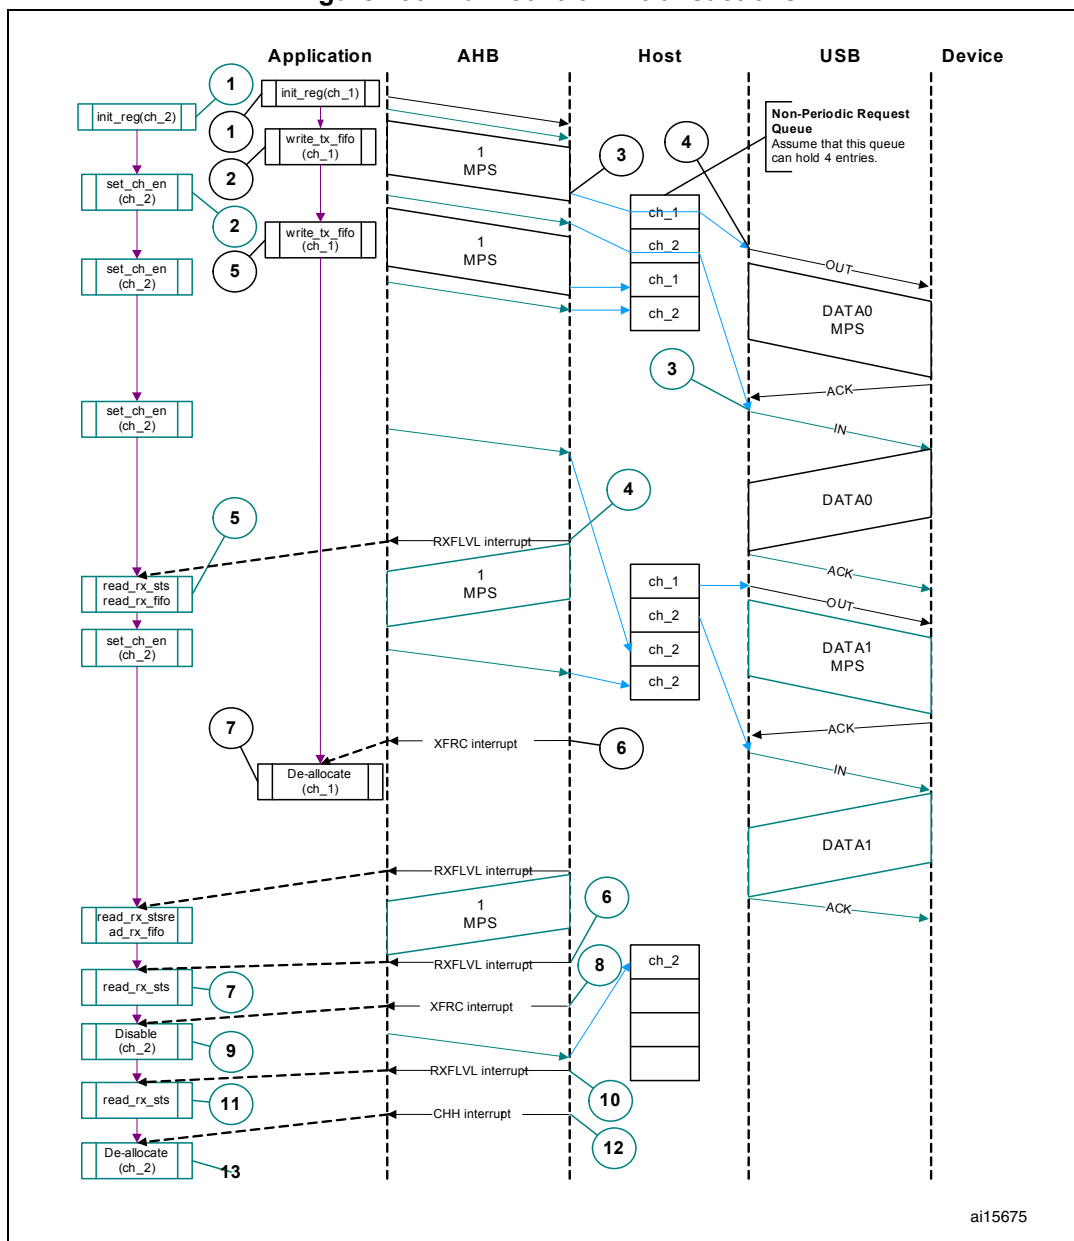 Application
AHB
Host
USB
Device
1
init_reg(ch_1)
init_reg(ch_2)
1
Non-Periodic Request
Queue
Assume that this queue
can hold 4 entries.
write_tx_fifo
(ch_1)
1
MPS
3
4
2
set_ch_en
(ch_2)
ch_1
2
write_tx_fifo
(ch_1)
1
MPS
ch_2
5
OUT
set_ch_en
(ch_2)
ch_1
ch_2
DATA0
MPS
3
ACK
set_ch_en
(ch_2)
IN
4
DATA0
5
RXFLVL interrupt
read_rx_sts
read_rx_fifo
1
MPS
ch_1
ACK
OUT
ch_2
set_ch_en
(ch_2)
ch_2
DATA1
MPS
ch_2
7
ACK
XFRC interrupt
6
IN
De-allocate
(ch_1)
DATA1
RXFLVL interrupt
6
read_rx_stsre
ad_rx_fifo
1
MPS
ACK
RXFLVL interrupt
8
ch_2
read_rx_sts
7
XFRC interrupt
Disable
(ch_2)
9
RXFLVL interrupt
read_rx_sts
11
10
CHH interrupt
12
De-allocate
(ch_2)
13
ai15675